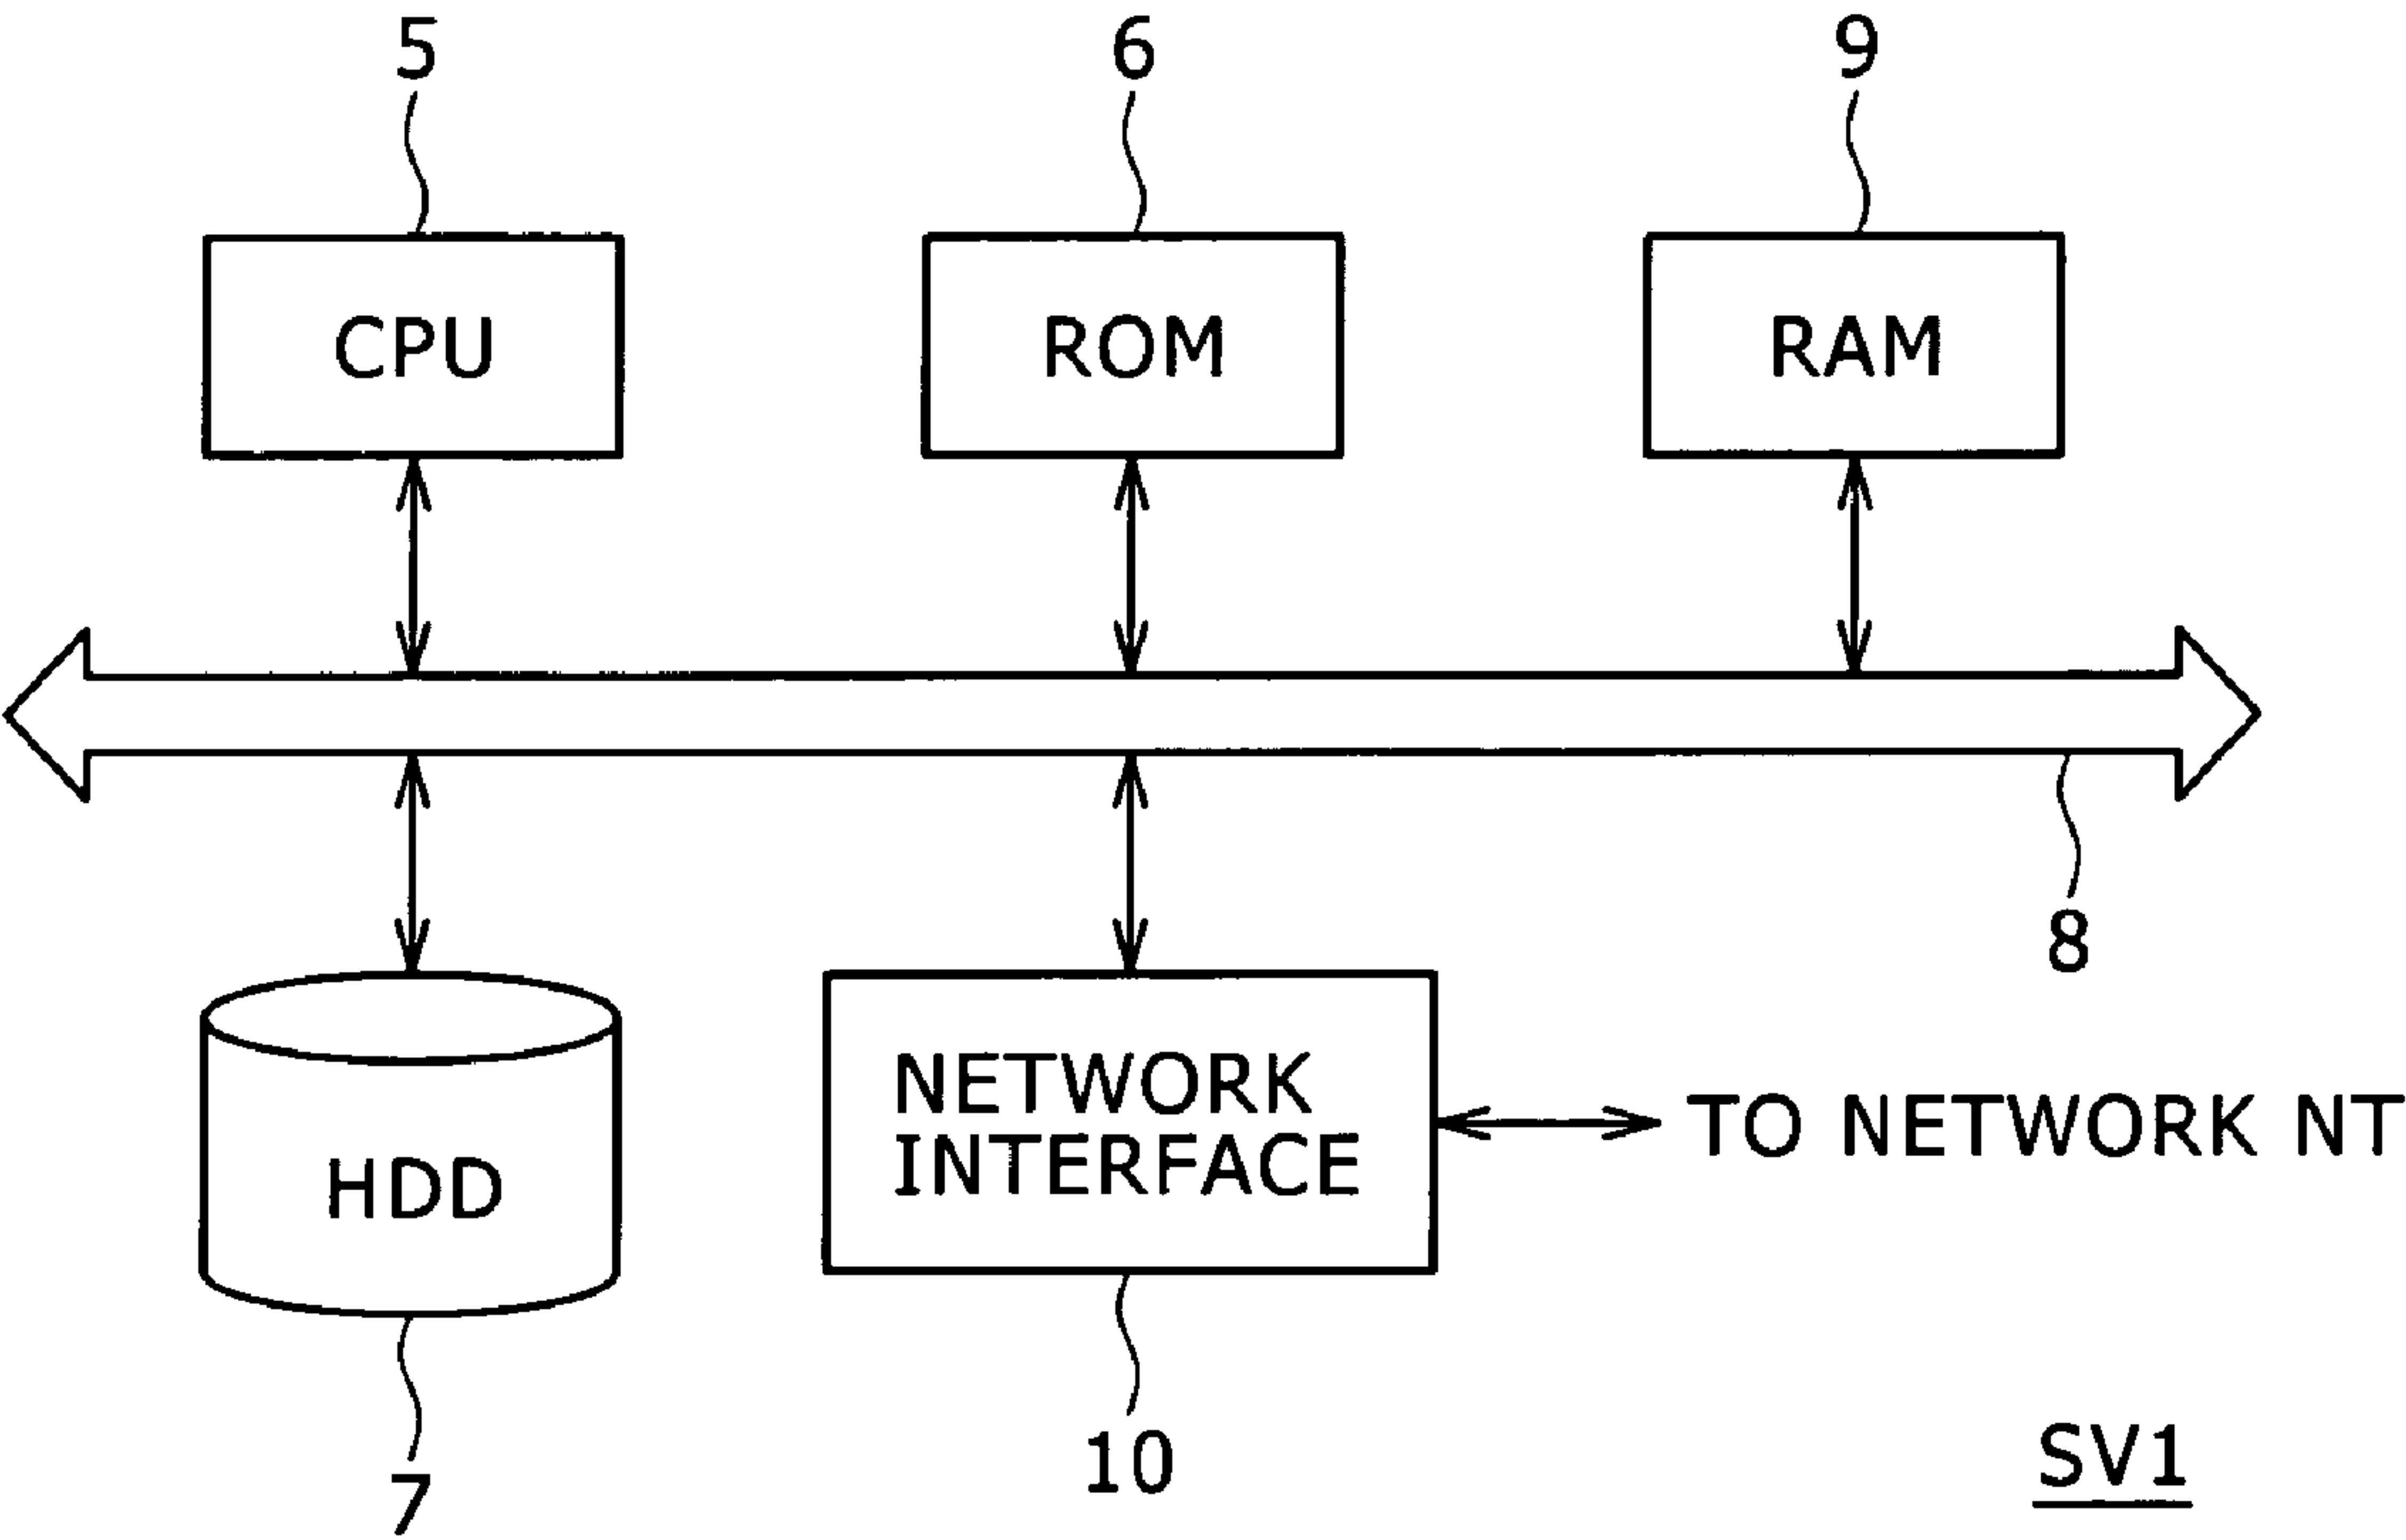 5
6
9
CPU
ROM
RAM
8
NETWORK
INTERFACE
TO NETWORK NT
HDD
10
7
SV1